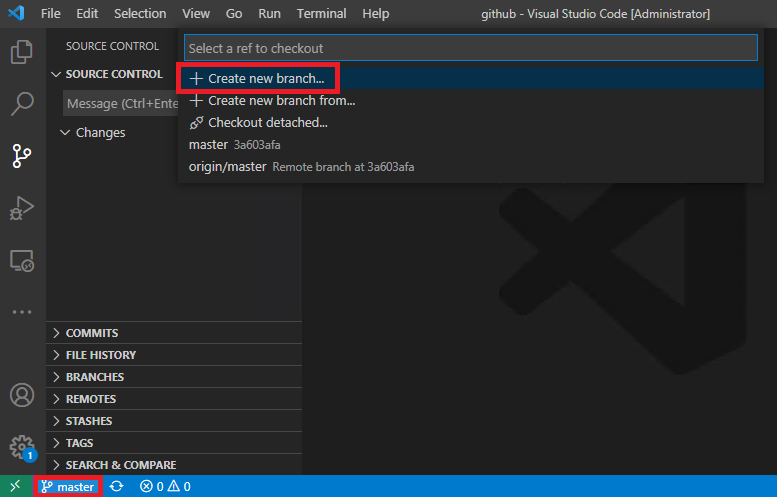 File Edit Selection View Go Run Terminal Help github - Visual Studio Code [Administrator]
SOURCE CONTROL
Select a ref to checkout
SOURCE CONTROL
Create new branch...
Message (Ctrl+Ente
Create new branch from...
Changes
Checkout detached...
master 3a603afa
origin/master Remote branch at 3a603afa
COMMITS
FILE HISTORY
BRANCHES
REMOTES
STASHES
TAGS
SEARCH & COMPARE
1
master 0 0